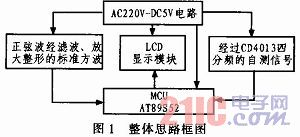 AC220V-DC5V电路
正弦波经滤波、放
大整形的标准方波
LCD
显示模块
经过CD4013四
分频的自测信号
MCU
AT89S52
图1 整体思路框图